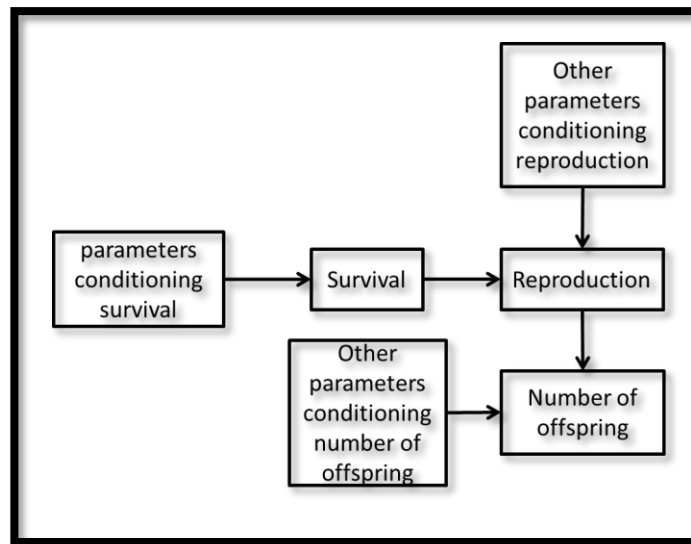 Other
parameters
conditioning
reproduction
parameters
conditioning
survival
Survival
Reproduction
Other
parameters
conditioning
number of
offspring
Number of
offspring